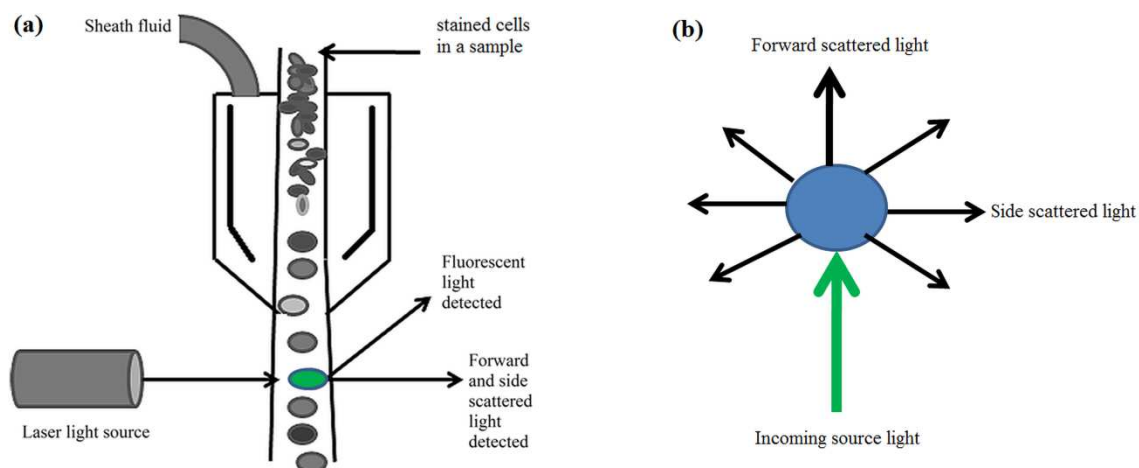 (a)
Sheath fluid
stained cells
in a sample
Fluorescent
light
detected
Forward
and side
scattered
light
detected
Laser light source
(b)
Forward scattered light
Side scattered light
Incoming source light